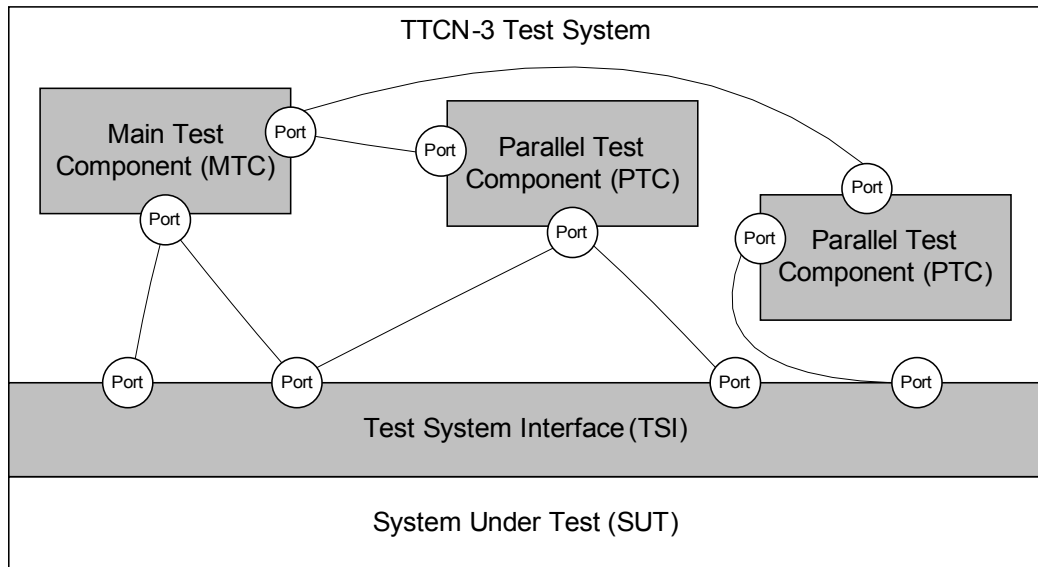 TTCN-3 Test System
Main Test
Component (MTC)
Port
Port
Port
Parallel Test
Component (PTC)
Port
Port
Port
Parallel Test
Component (PTC)
Port
Port
Port
Port
Test System Interface (TSI)
System Under Test (SUT)